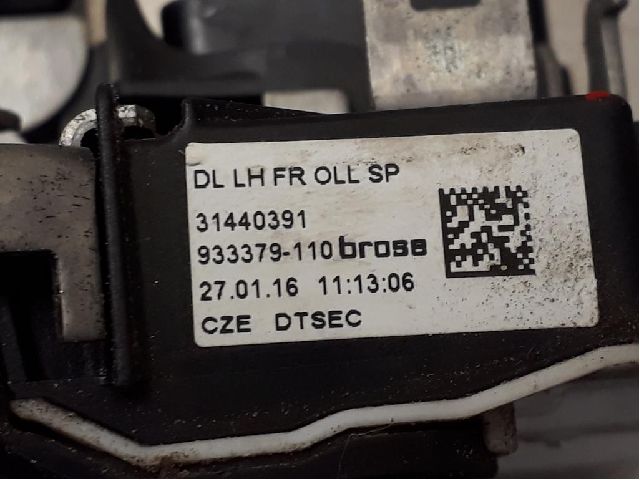 DL LH FR OLL SP
31440391
933379-110 brose
27.01.16 11:13:06
CZE DTSEC